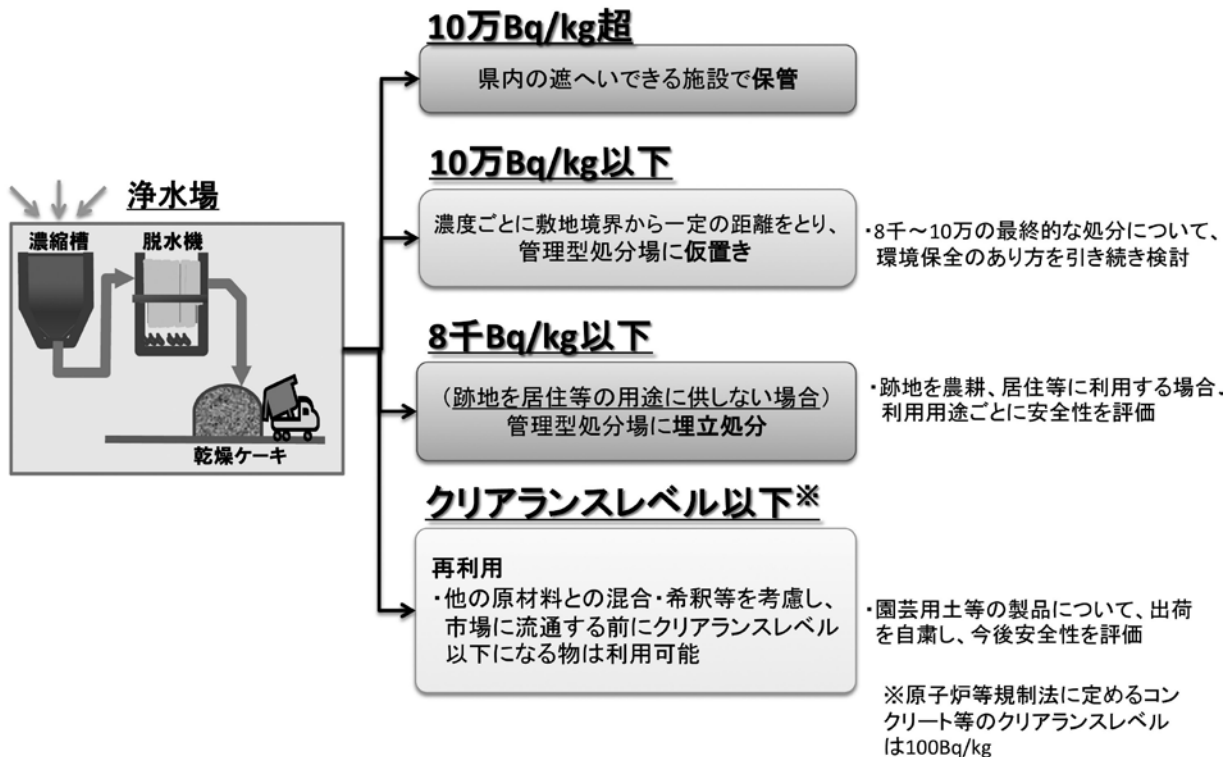 浄水場
濃縮槽
脱水機
乾燥ケーキ
10万Bq/kg超
県内の遮へいできる施設で保管
10万Bq/kg以下
濃度ごとに敷地境界から一定の距離をとり、
管理型処分場に仮置き
・8千～10万の最終的な処分について、
環境保全のあり方を引き続き検討
8千Bq/kg以下
（跡地を居住等の用途に供しない場合）
管理型処分場に埋立処分
・跡地を農耕、居住等に利用する場合、
利用用途ごとに安全性を評価
クリアランスレベル以下※
再利用
・他の原材料との混合・希釈等を考慮し、
市場に流通する前にクリアランスレベル
以下になる物は利用可能
・園芸用土等の製品について、出荷
を自粛し、今後安全性を評価
※原子炉等規制法に定めるコン
クリート等のクリアランスレベル
は100Bq/kg